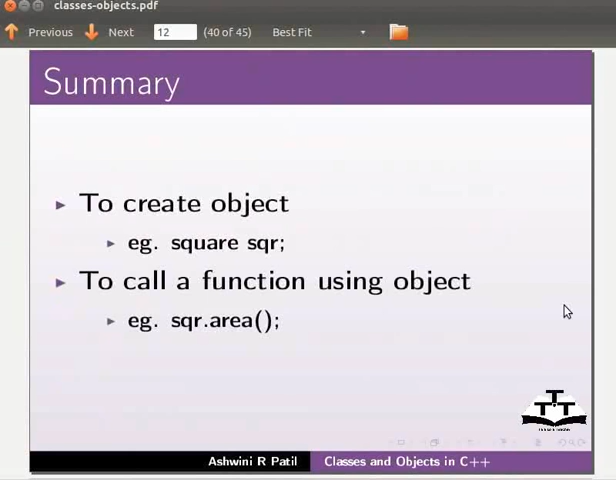 classes-objects.pdf
Previous Next 12 (40 of 45) Best Fit
Summary
To create object
eg. square sqr;
To call a function using object
eg. sqr.area();
Ashwini R Patil Classes and Objects in C++